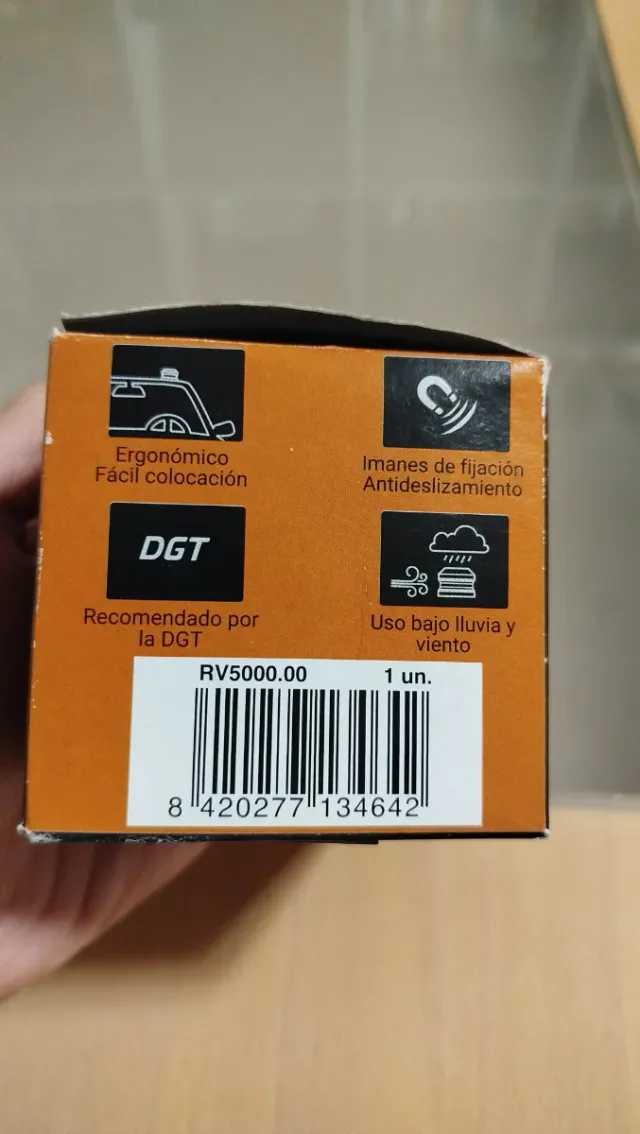 Ergonómico
Fácil colocación
Imanes de fijación
Antideslizamiento
DGT
Recomendado por
la DGT
Uso bajo lluvia y
viento
RV5000.00 1 un.
8 420277 134642